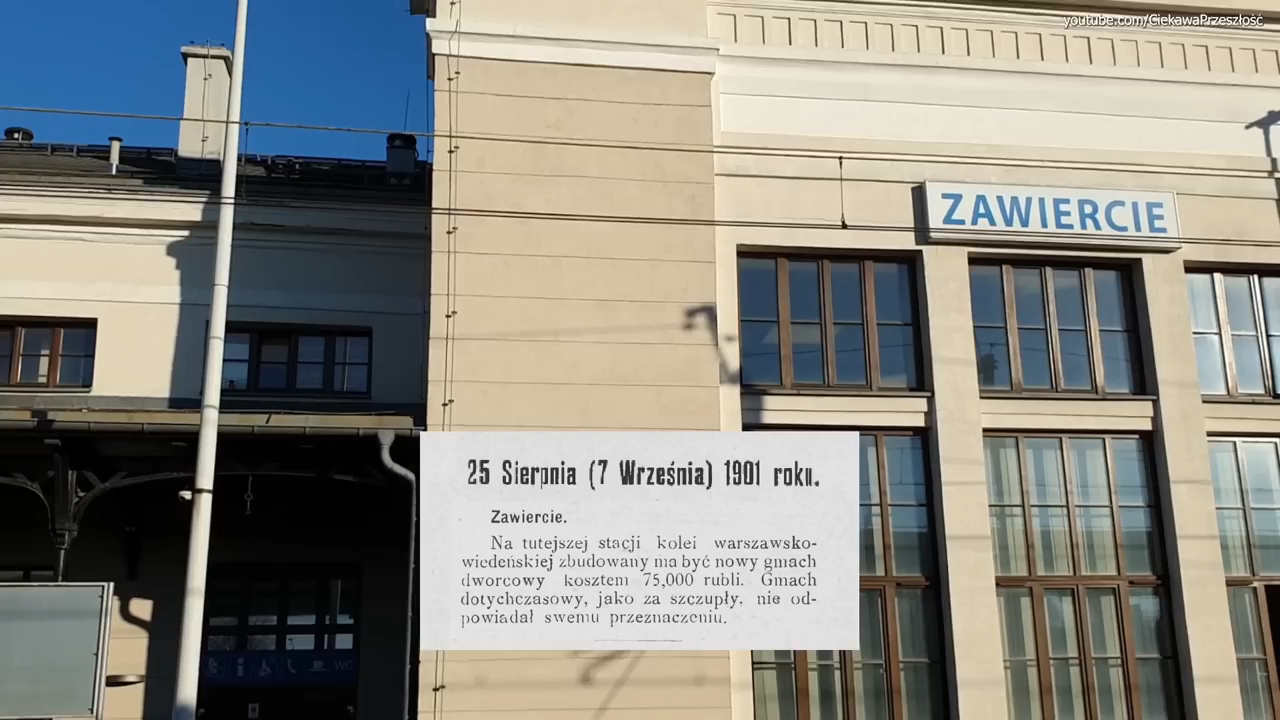 youtube.com/CiekawaPrzeszłość
ZAWIERCIE
25 Sierpnia (7 Września) 1901 roku.
Zawiercie.
Na tutejszej stacji kolei warszawsko-
wiedeńskiej zbudowany ma być nowy gmach
dworcowy kosztem 75,000 rubli. Gmach
dotychczasowy, jako za szczupły, nie od-
powiadał swemu przeznaczeniu.
WC